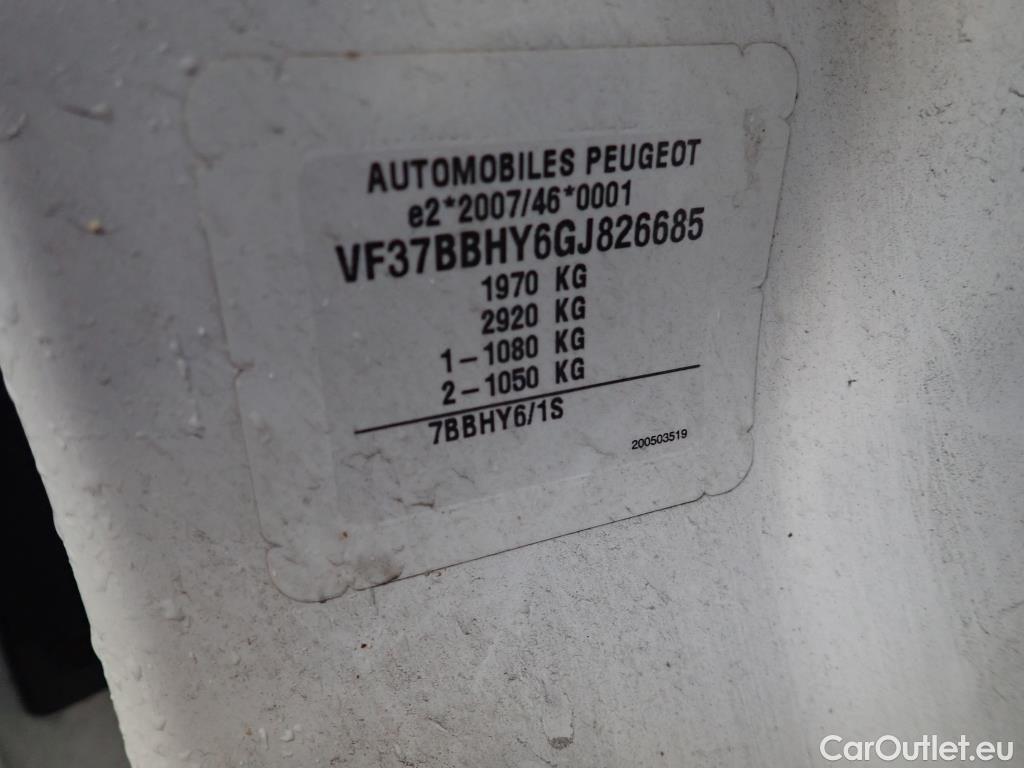 AUTOMOBILES PEUGEOT
e2*2007/46*0001
VF37BBHY6GJ826685
1970 KG
2920 KG
1-1080 KG
2-1050 KG
7BBHY6/1S
200503519
CarOutlet.eu